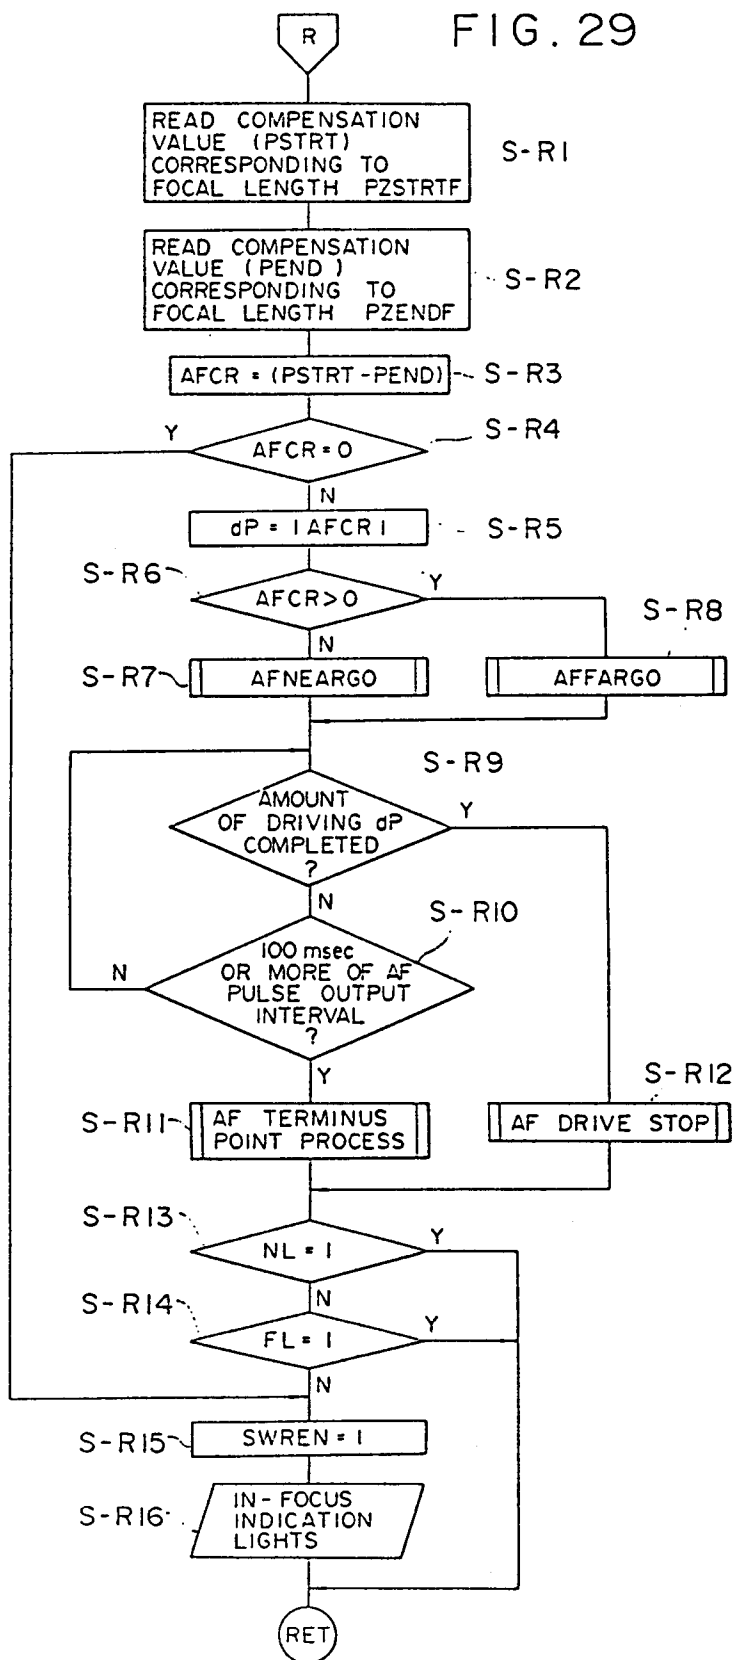 R
FIG. 29
READ COMPENSATION
VALUE (PSTRT)
CORRESPONDING TO
FOCAL LENGTH PZSTRTF
S-R1
READ COMPENSATION
VALUE (PEND)
CORRESPONDING TO
FOCAL LENGTH PZENDF
S-R2
AFCR = (PSTRT-PEND)
S-R3
Y
AFCR = 0
S-R4
N
dP = |AFCR|
S-R5
S-R6
AFCR>0
Y
N
S-R8
S-R7
AFNEARGO
AFFARGO
S-R9
AMOUNT
OF DRIVING dP
COMPLETED
?
Y
N
S-R10
100 msec
OR MORE OF AF
PULSE OUTPUT
INTERVAL
?
N
Y
S-R12
S-R11
AF TERMINUS
POINT PROCESS
AF DRIVE STOP
S-R13
NL = 1
Y
N
S-R14
FL = 1
Y
N
S-R15
SWREN = 1
S-R16
IN-FOCUS
INDICATION
LIGHTS
RET